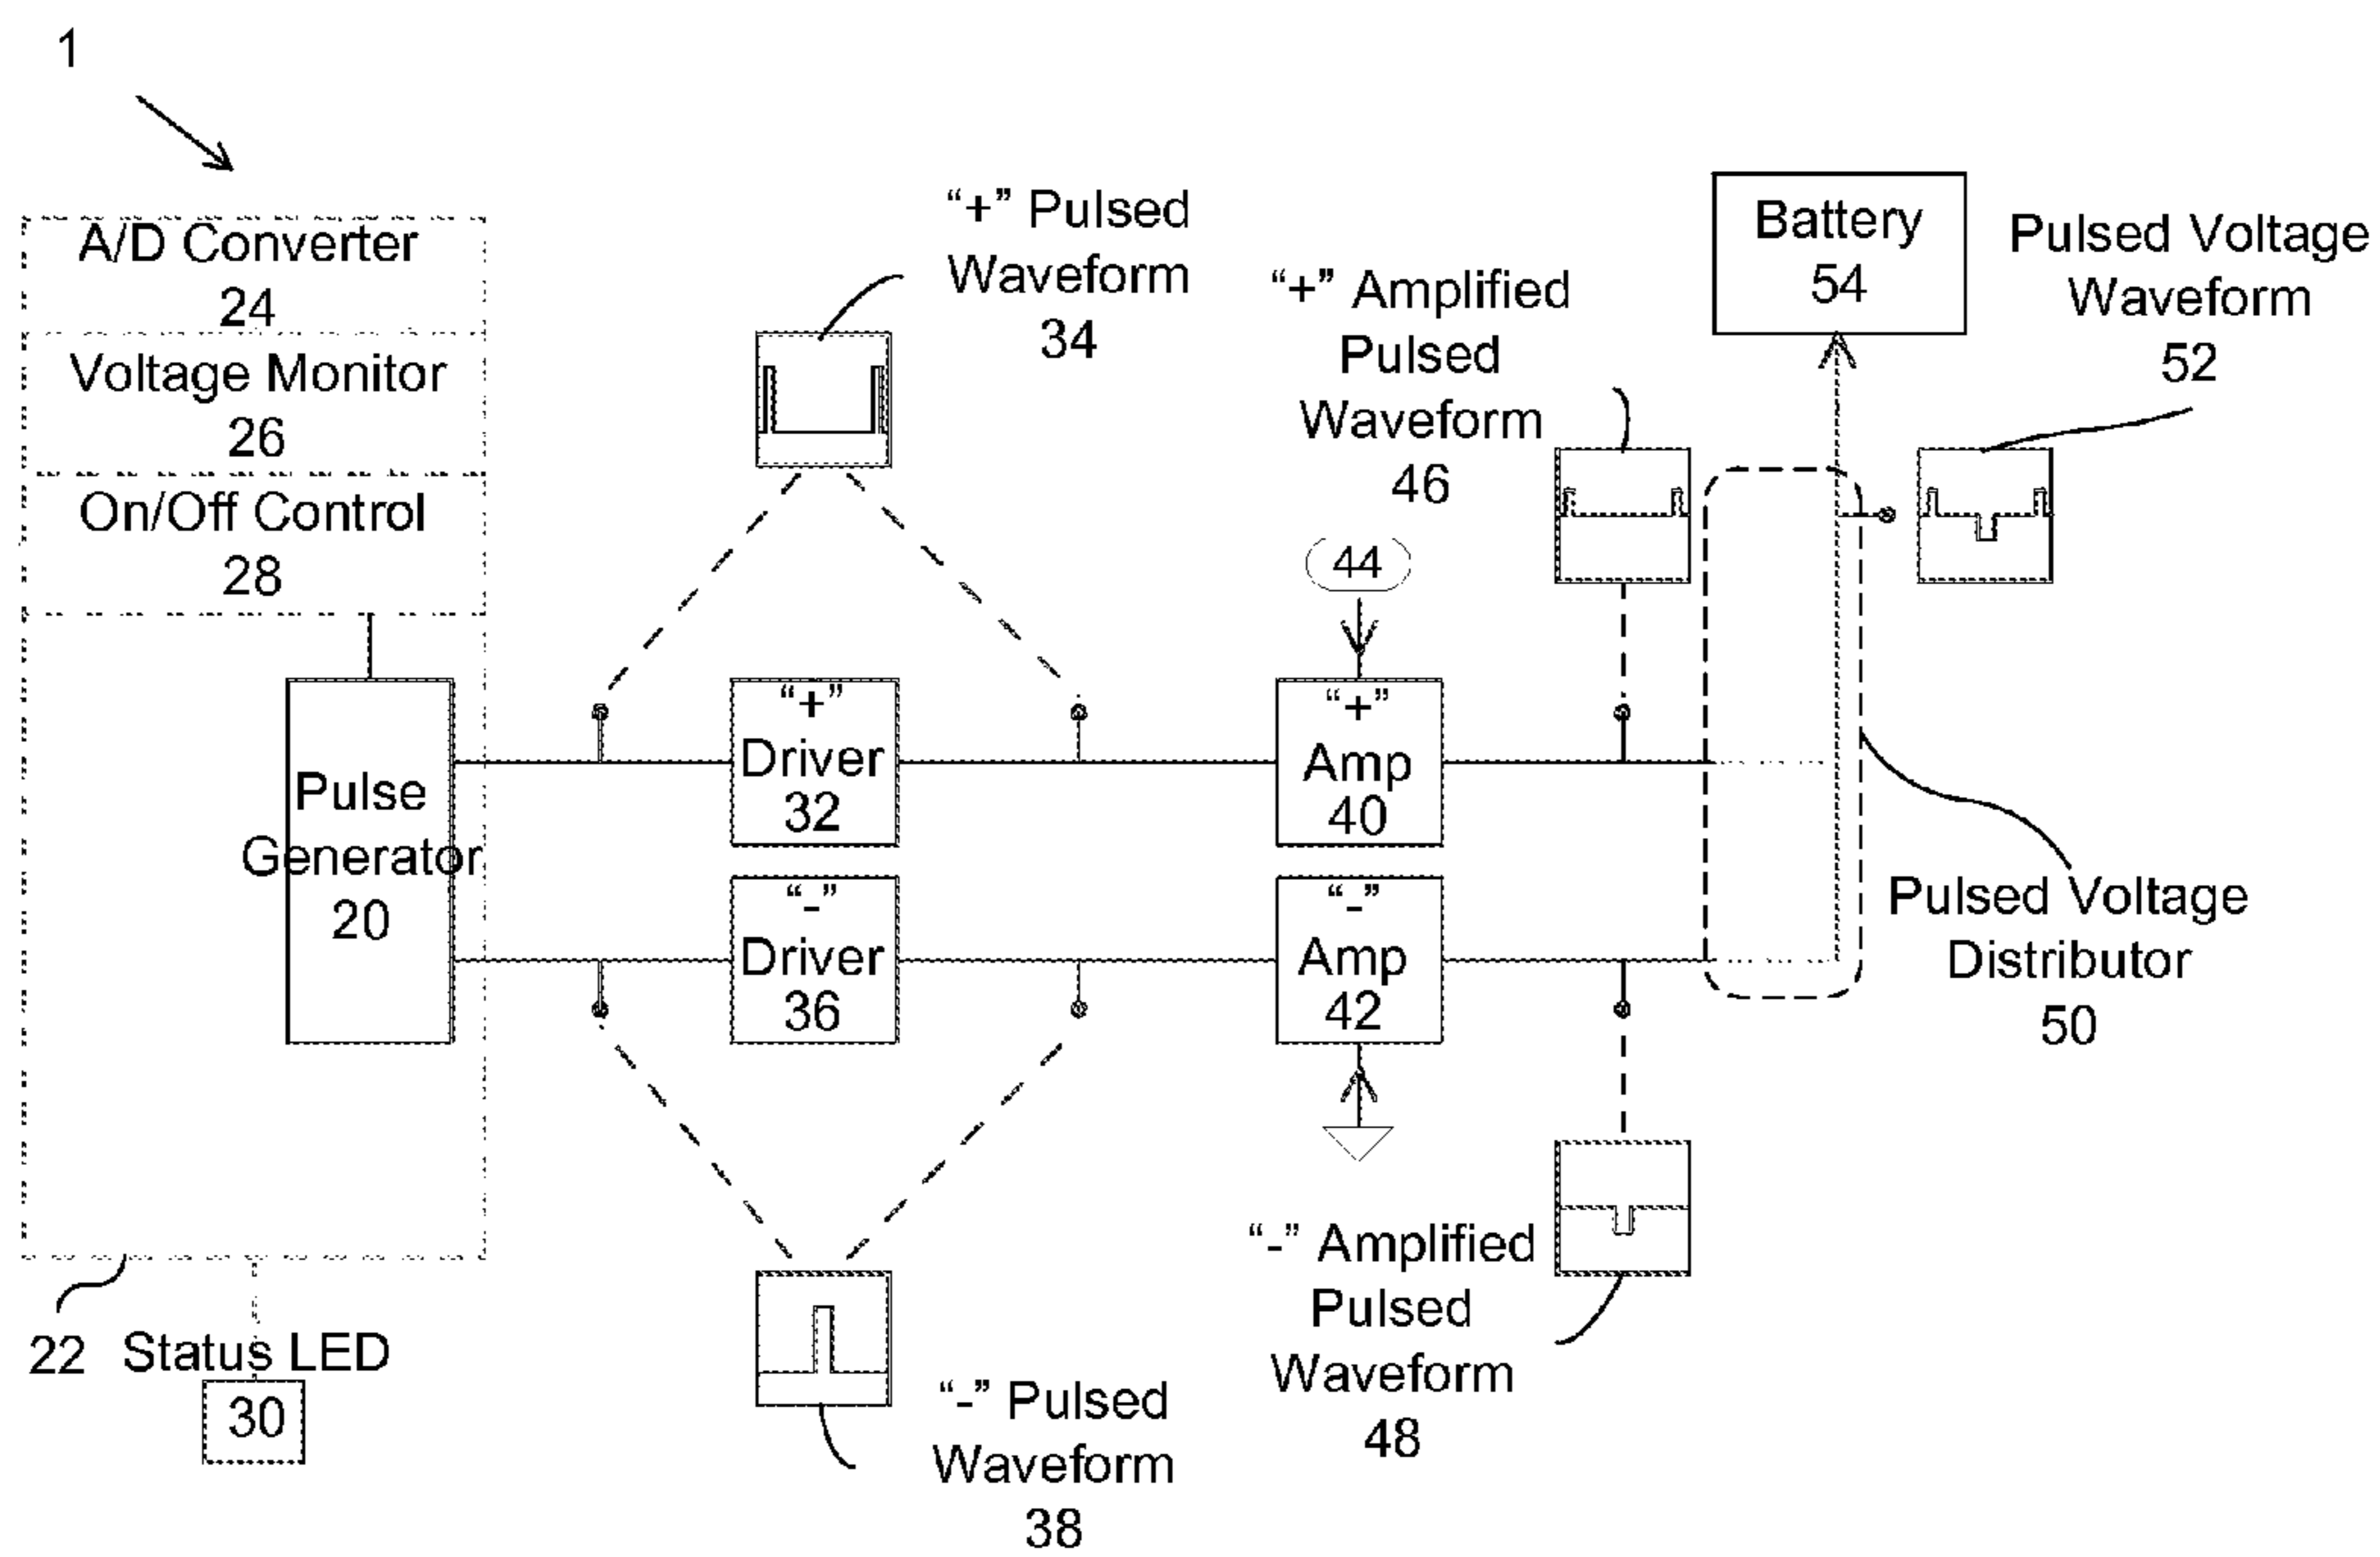 1
A/D Converter
24
Voltage Monitor
26
On/Off Control
28
Pulse
Generator
20
22
Status LED
30
“+” Pulsed
Waveform
34
“+”
Driver
32
“-”
Driver
36
“-” Pulsed
Waveform
38
“+” Amplified
Pulsed
Waveform
46
44
“+”
Amp
40
“-”
Amp
42
“-” Amplified
Pulsed
Waveform
48
Battery
54
Pulsed Voltage
Waveform
52
Pulsed Voltage
Distributor
50